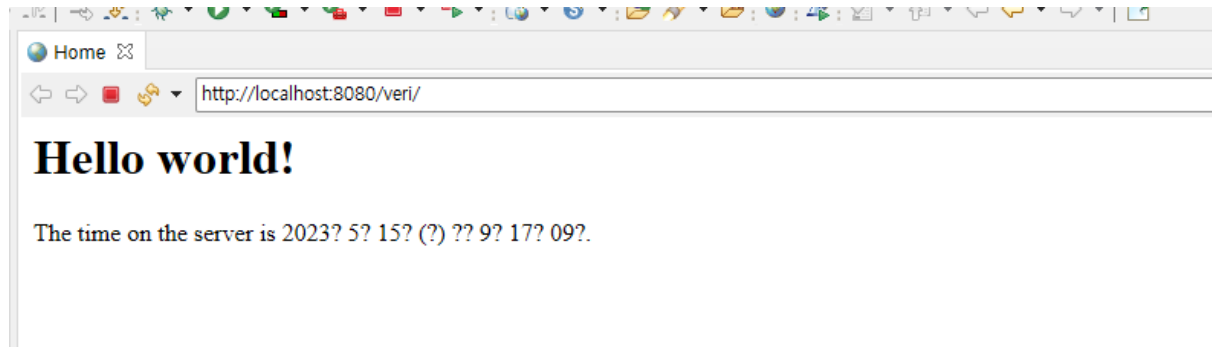 Home
http://localhost:8080/veri/
Hello world!
The time on the server is 2023? 5? 15? (?) ?? 9? 17? 09?.